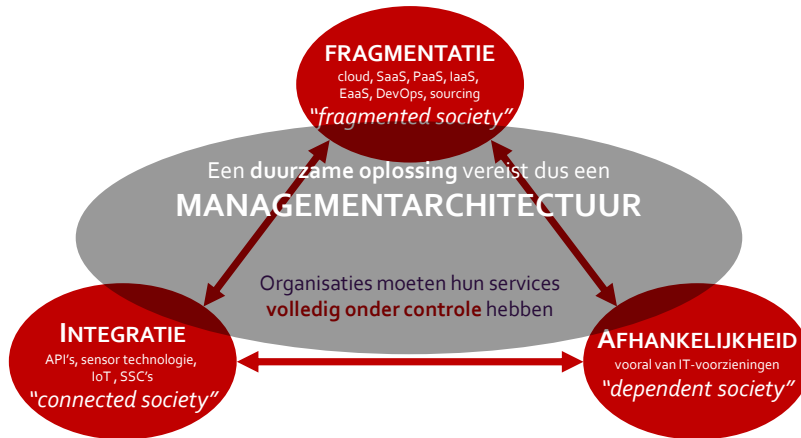 FRAGMENTATIE
cloud, SaaS, PaaS, IaaS,
EaaS, DevOps, sourcing
"fragmented society"
Een duurzame oplossing vereist dus een
MANAGEMENTARCHITECTUUR
Organisaties moeten hun services
volledig onder controle hebben
INTEGRATIE
API's, sensor technologie,
IoT , SSC's
"connected society"
AFHANKELIJKHEID
vooral van IT-voorzieningen
"dependent society"